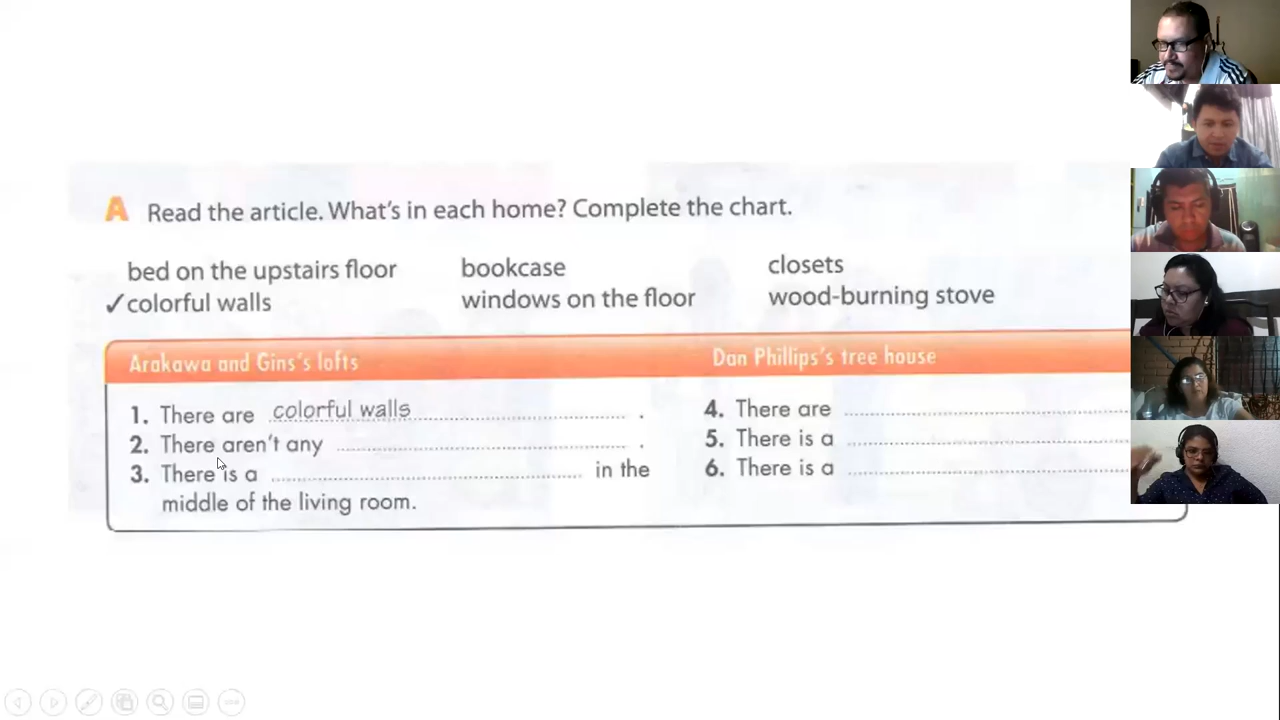 A Read the article. What's in each home? Complete the chart.
bed on the upstairs floor bookcase closets
✓colorful walls windows on the floor wood-burning stove
Arakawa and Gins's lofts Dan Phillips's tree house
1. There are colorful walls . 4. There are
2. There aren't any . 5. There is a
3. There is a in the 6. There is a
middle of the living room.